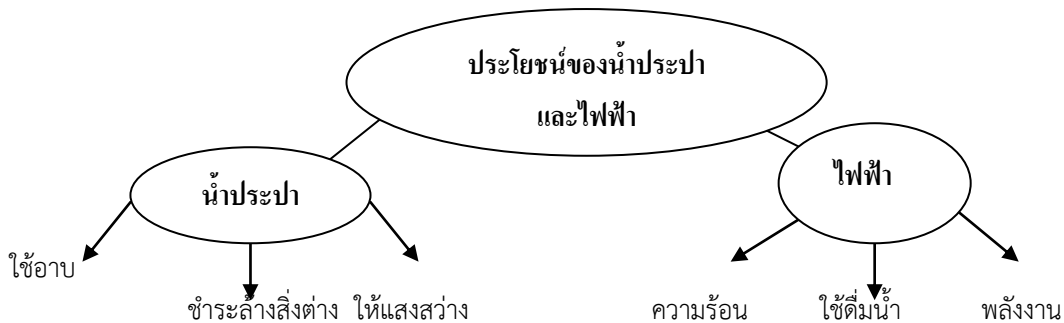 ประโยชน์ของน้ำประปา
และไฟฟ้า
น้ำประปา
ไฟฟ้า
ใช้อาบ
ชำระล้างสิ่งต่าง
ให้แสงสว่าง
ความร้อน
ใช้ดื่มน้ำ
พลังงาน